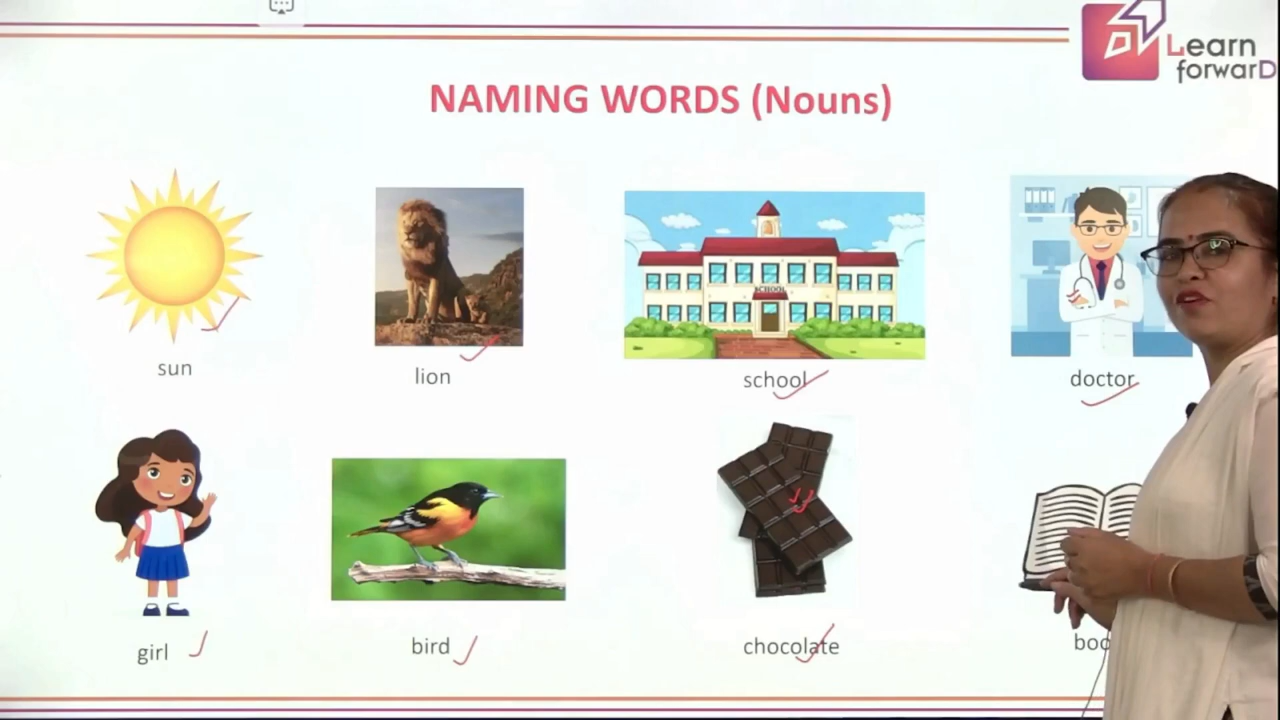 Learn
forwarD
NAMING WORDS (Nouns)
SCHOOL
sun
lion
school
doctor
girl
bird
chocolate